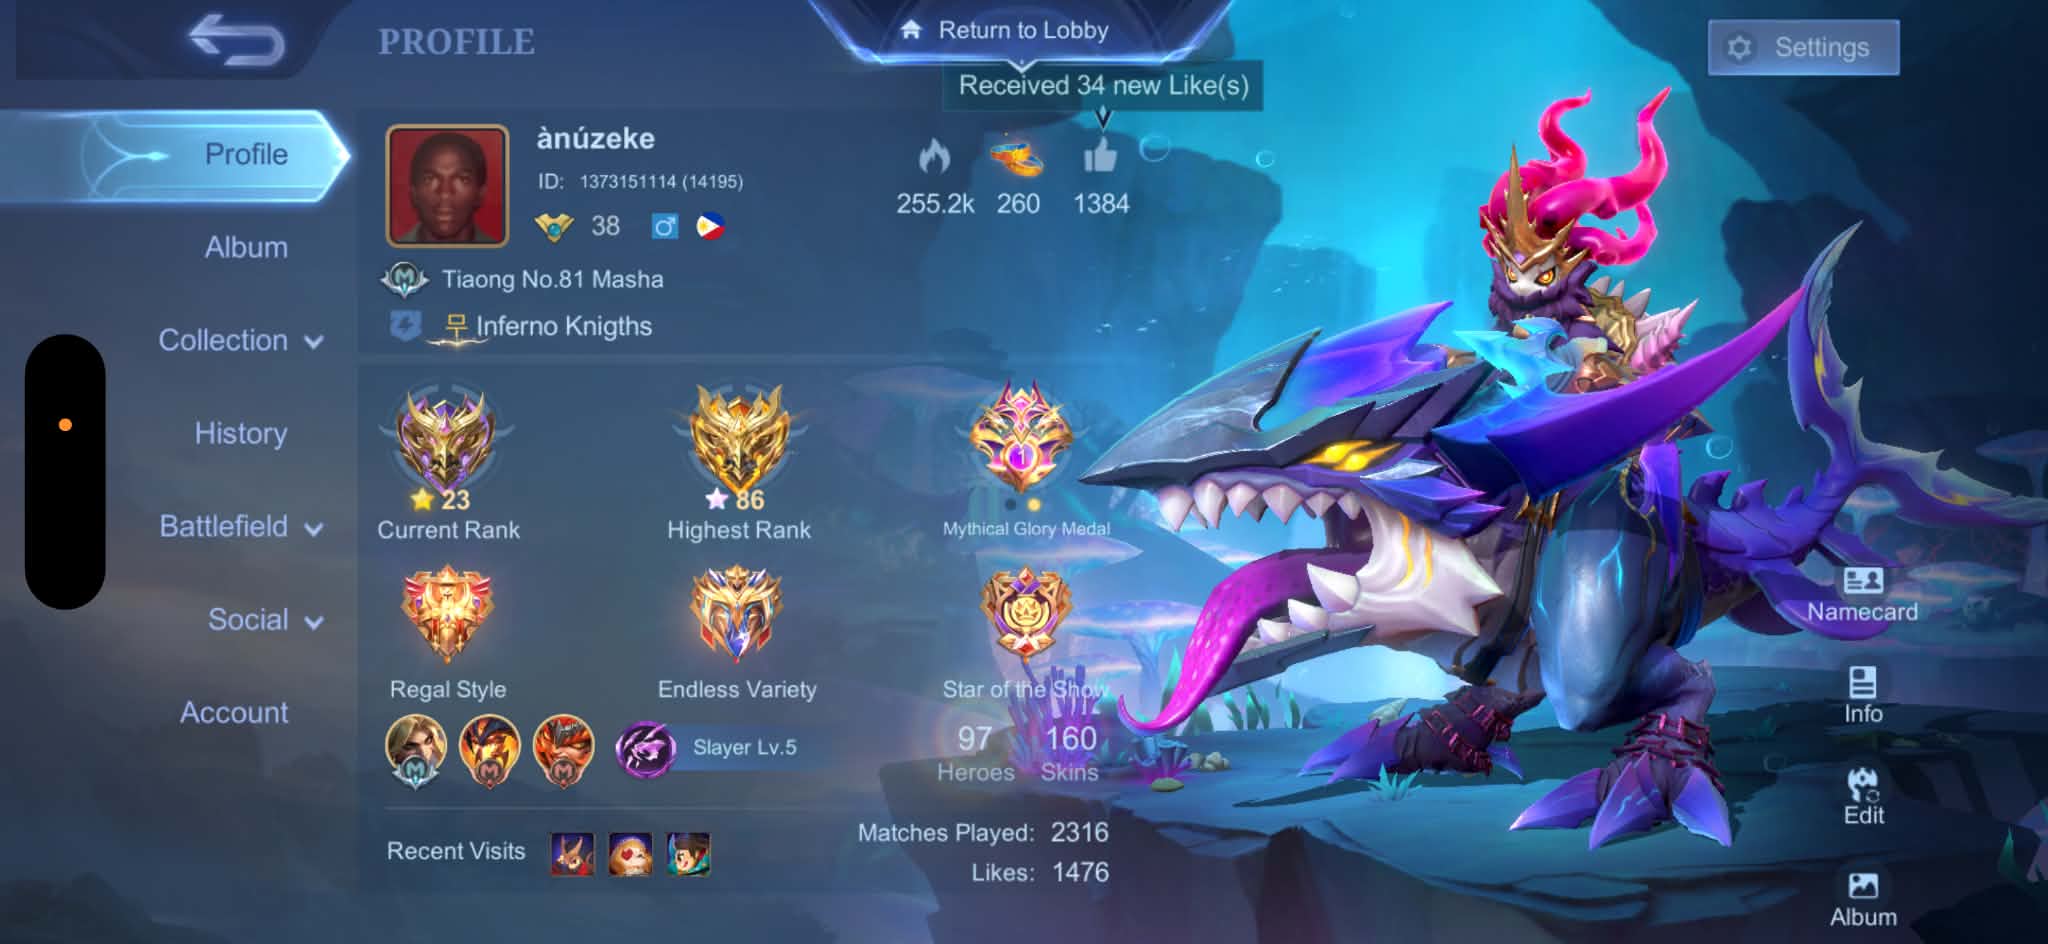 PROFILE
Return to Lobby
Settings
Received 34 new Like(s)
Profile
Album
Collection
History
Battlefield
Social
Account
ànúzeke
ID: 1373151114 (14195)
38
255.2k 260 1384
Tiaong No.81 Masha
무 Inferno Knigths
23
Current Rank
86
Highest Rank
1
Mythical Glory Medal
Regal Style
Endless Variety
Star of the Show
Slayer Lv.5
97
Heroes
160
Skins
Recent Visits
Matches Played: 2316
Likes: 1476
Namecard
Info
Edit
Album